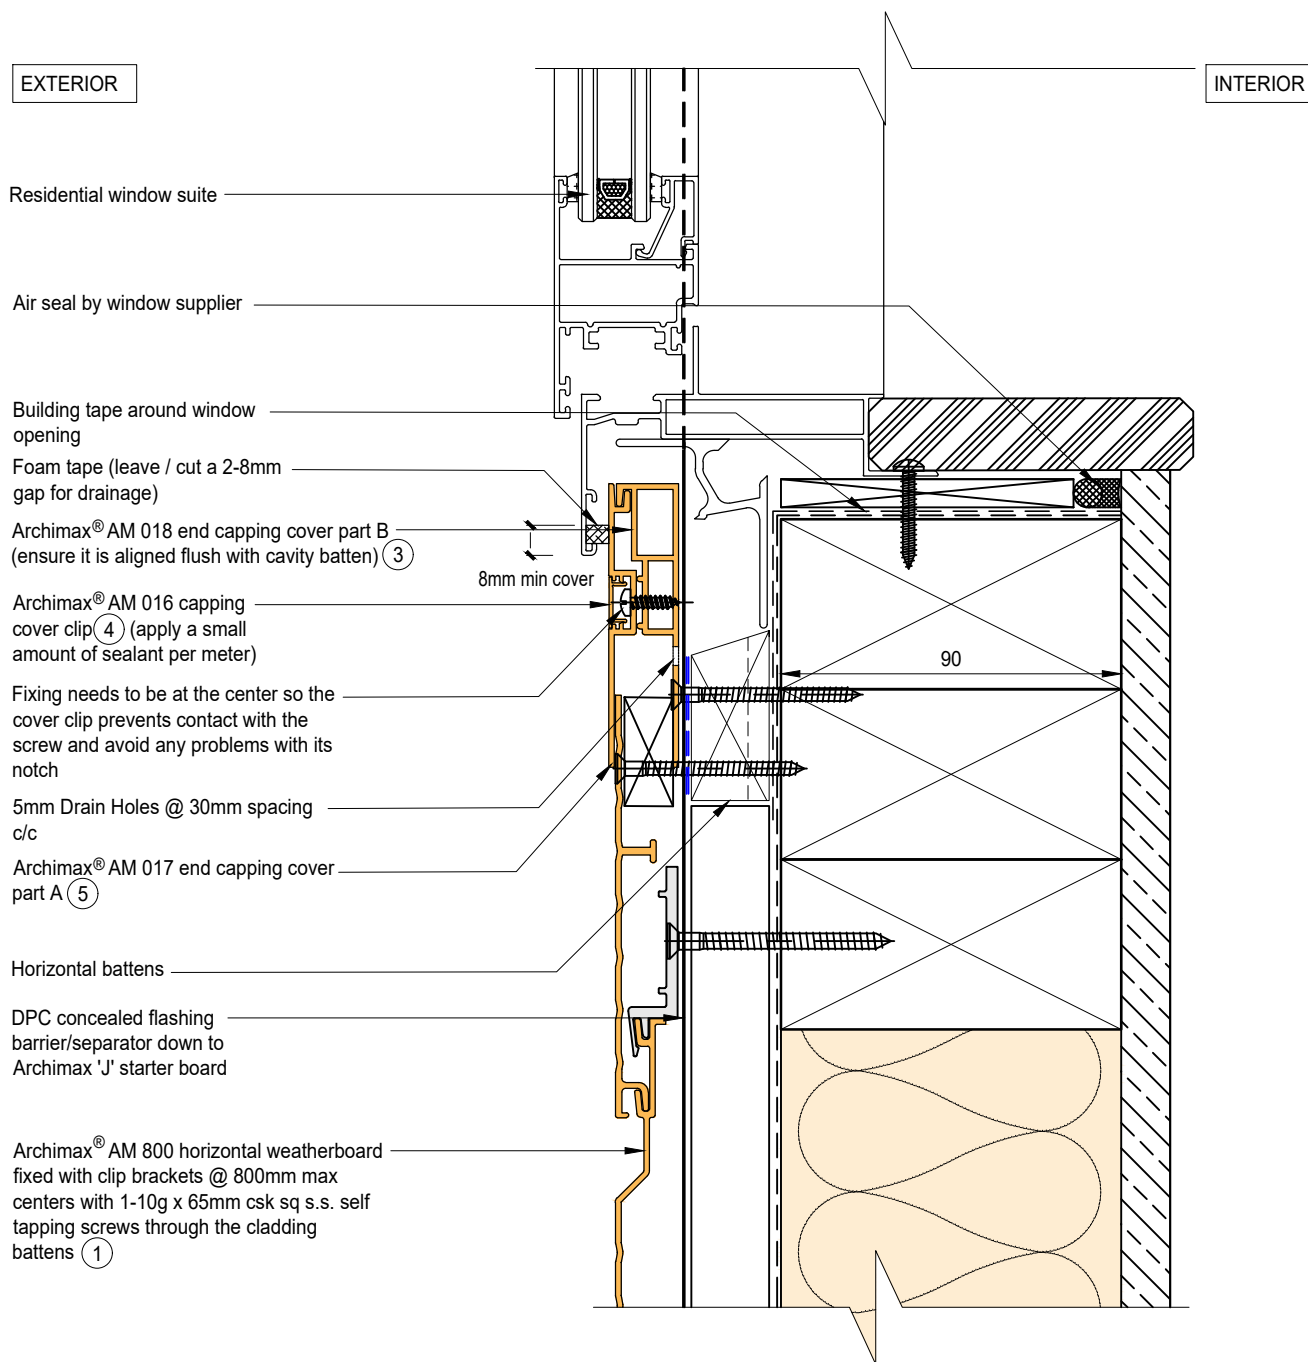 EXTERIOR
INTERIOR
Residential window suite
Air seal by window supplier
Building tape around window
opening
Foam tape (leave / cut a 2-8mm
gap for drainage)
Archimax® AM 018 end capping cover part B
(ensure it is aligned flush with cavity batten) 3
8mm min cover
Archimax® AM 016 capping
cover clip 4 (apply a small
amount of sealant per meter)
90
Fixing needs to be at the center so the
cover clip prevents contact with the
screw and avoid any problems with its
notch
5mm Drain Holes @ 30mm spacing
c/c
Archimax® AM 017 end capping cover
part A 5
Horizontal battens
DPC concealed flashing
barrier/separator down to
Archimax 'J' starter board
Archimax® AM 800 horizontal weatherboard
fixed with clip brackets @ 800mm max
centers with 1-10g x 65mm csk sq s.s. self
tapping screws through the cladding
battens 1